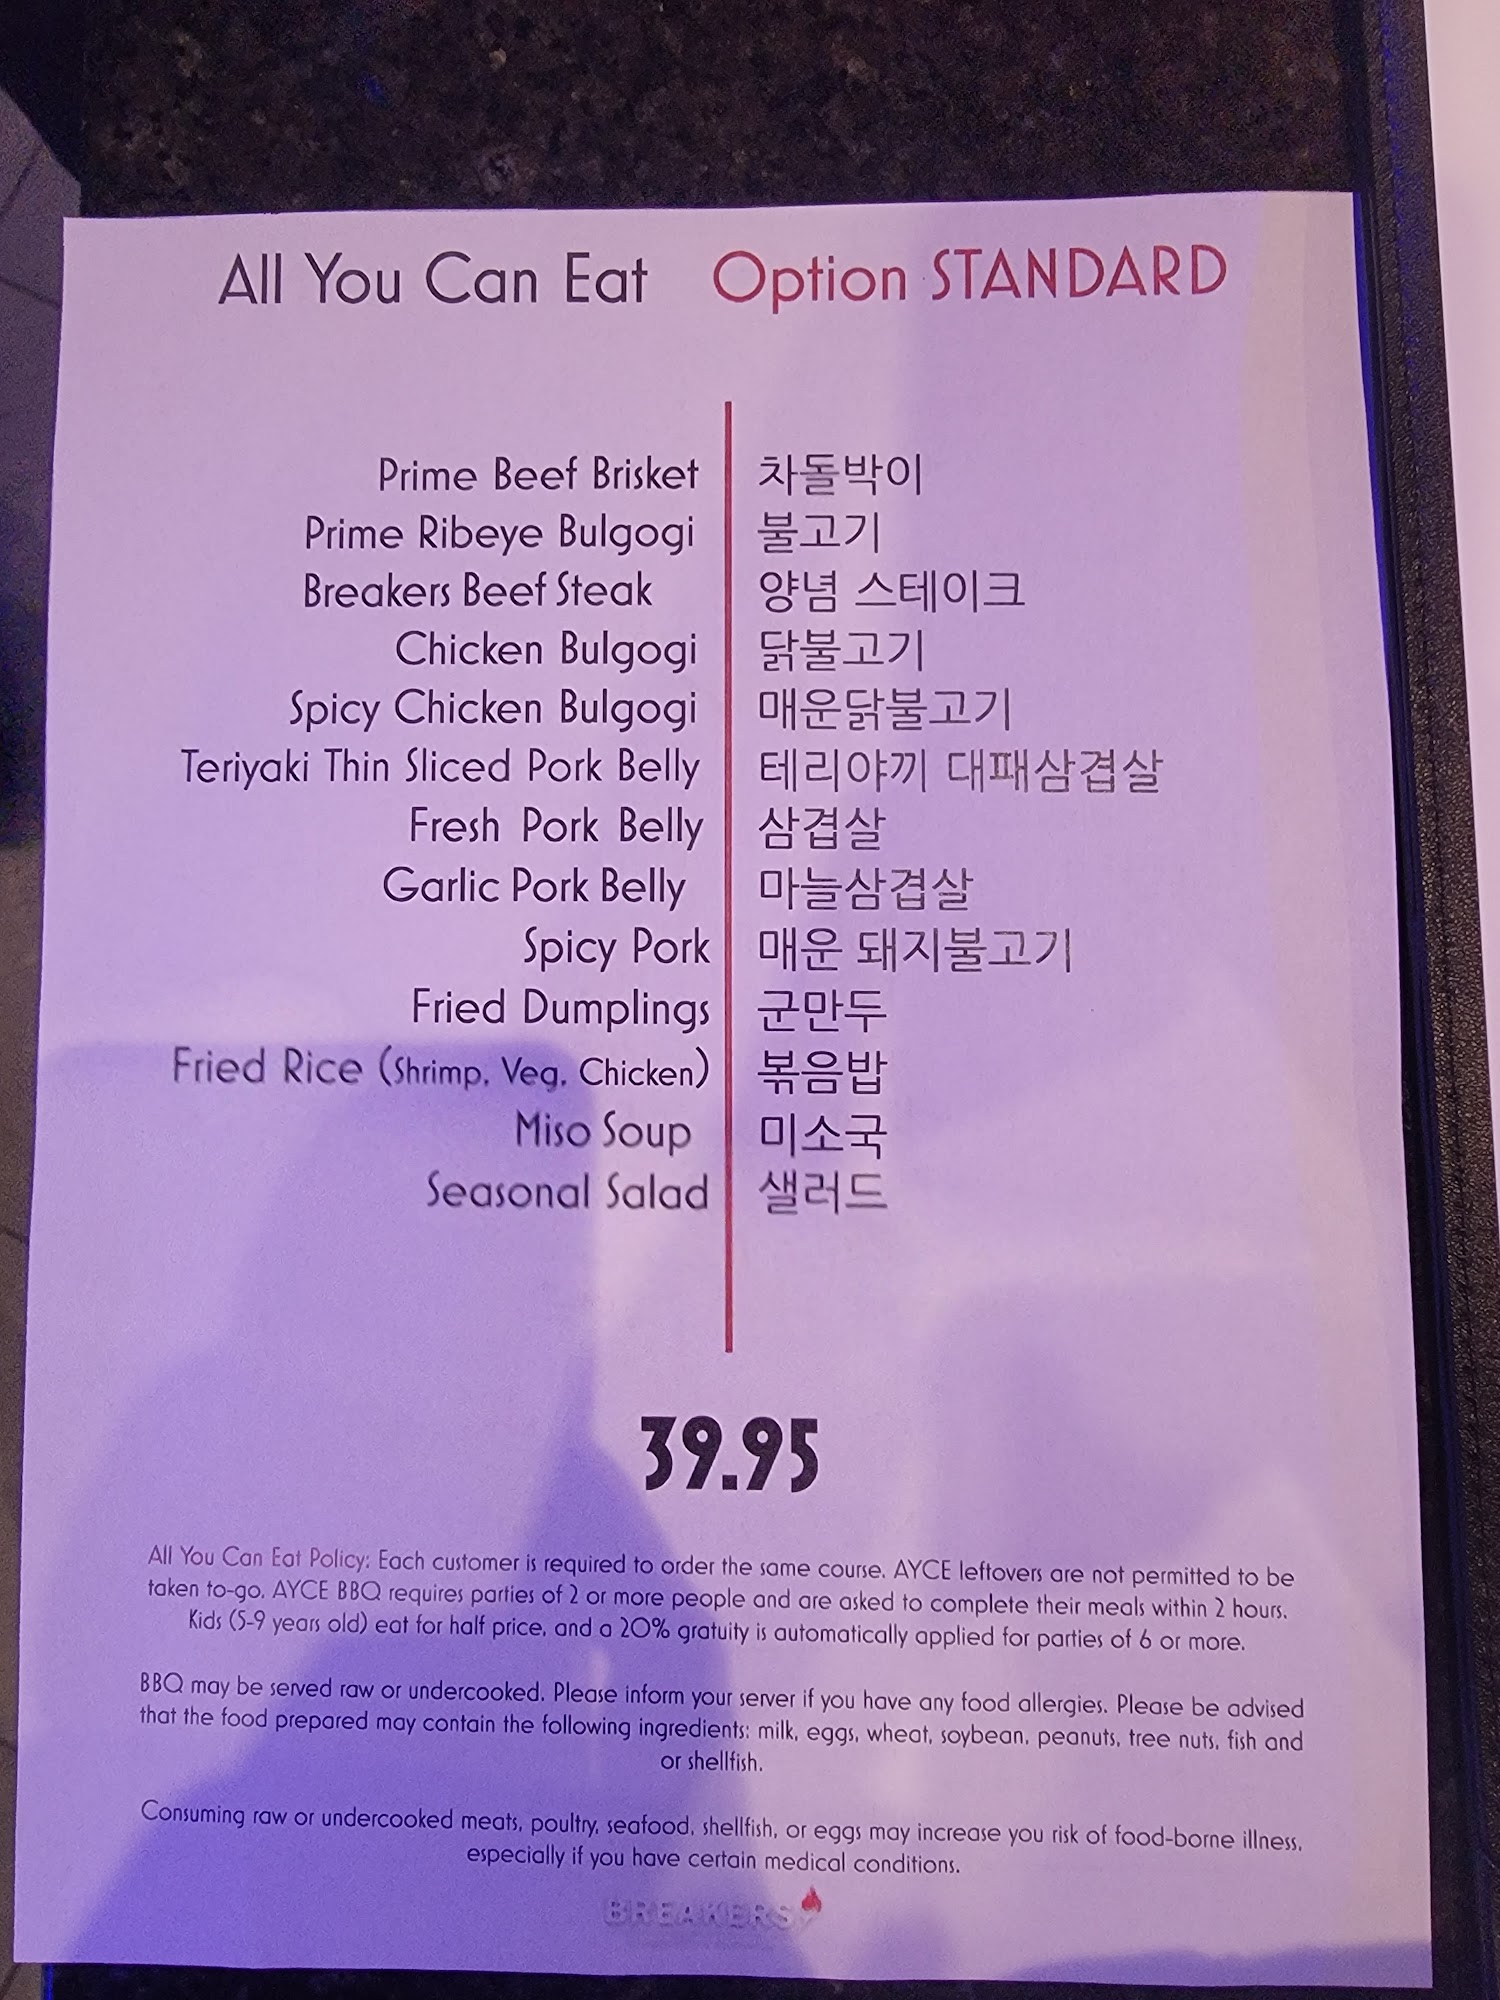 All You Can Eat Option STANDARD
Prime Beef Brisket 차돌박이
Prime Ribeye Bulgogi 불고기
Breakers Beef Steak 양념 스테이크
Chicken Bulgogi 닭불고기
Spicy Chicken Bulgogi 매운닭불고기
Teriyaki Thin Sliced Pork Belly 테리야끼 대패삼겹살
Fresh Pork Belly 삼겹살
Garlic Pork Belly 마늘삼겹살
Spicy Pork 매운 돼지불고기
Fried Dumplings 군만두
Fried Rice (Shrimp, Veg, Chicken) 볶음밥
Miso Soup 미소국
Seasonal Salad 샐러드
39.95
All You Can Eat Policy: Each customer is required to order the same course. AYCE leftovers are not permitted to be
taken to-go. AYCE BBQ requires parties of 2 or more people and are asked to complete their meals within 2 hours.
Kids (5-9 years old) eat for half price, and a 20% gratuity is automatically applied for parties of 6 or more.
BBQ may be served raw or undercooked. Please inform your server if you have any food allergies. Please be advised
that the food prepared may contain the following ingredients: milk, eggs, wheat, soybean, peanuts, tree nuts, fish and
or shellfish.
Consuming raw or undercooked meats, poultry, seafood, shellfish, or eggs may increase you risk of food-borne illness,
especially if you have certain medical conditions.
BREAKERS